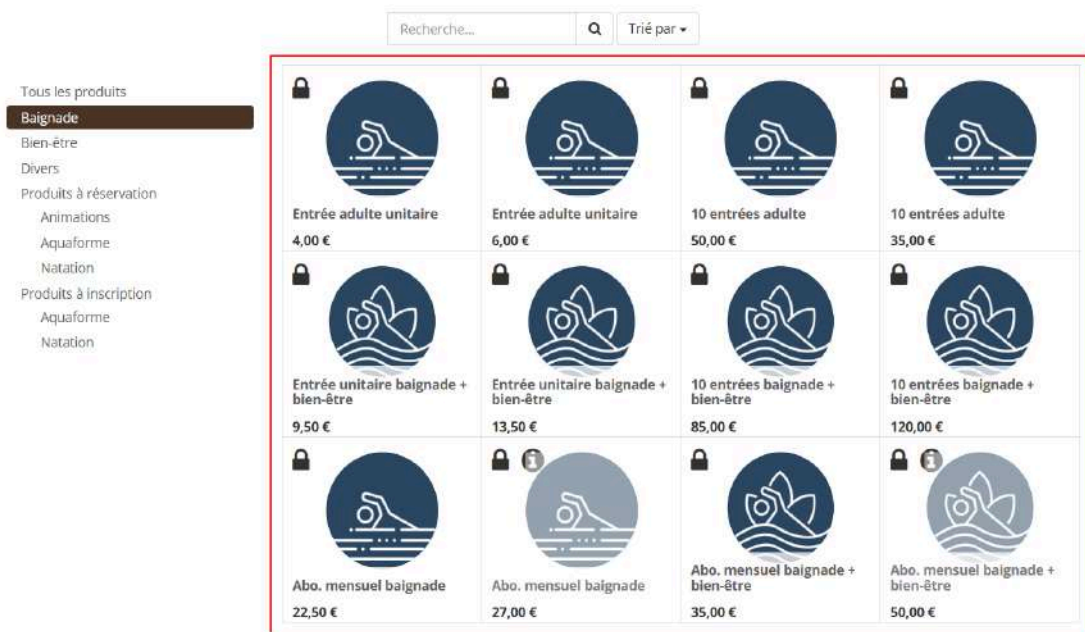 Recherche...
Trié par
Tous les produits
Baignade
Bien-être
Divers
Produits à réservation
Animations
Aquaforme
Natation
Produits à inscription
Aquaforme
Natation
Entrée adulte unitaire
4,00 €
Entrée adulte unitaire
6,00 €
10 entrées adulte
50,00 €
10 entrées adulte
35,00 €
Entrée unitaire baignade +
bien-être
9,50 €
Entrée unitaire baignade +
bien-être
13,50 €
10 entrées baignade +
bien-être
85,00 €
10 entrées baignade +
bien-être
120,00 €
Abo. mensuel baignade
22,50 €
Abo. mensuel baignade
27,00 €
Abo. mensuel baignade +
bien-être
35,00 €
Abo. mensuel baignade +
bien-être
50,00 €